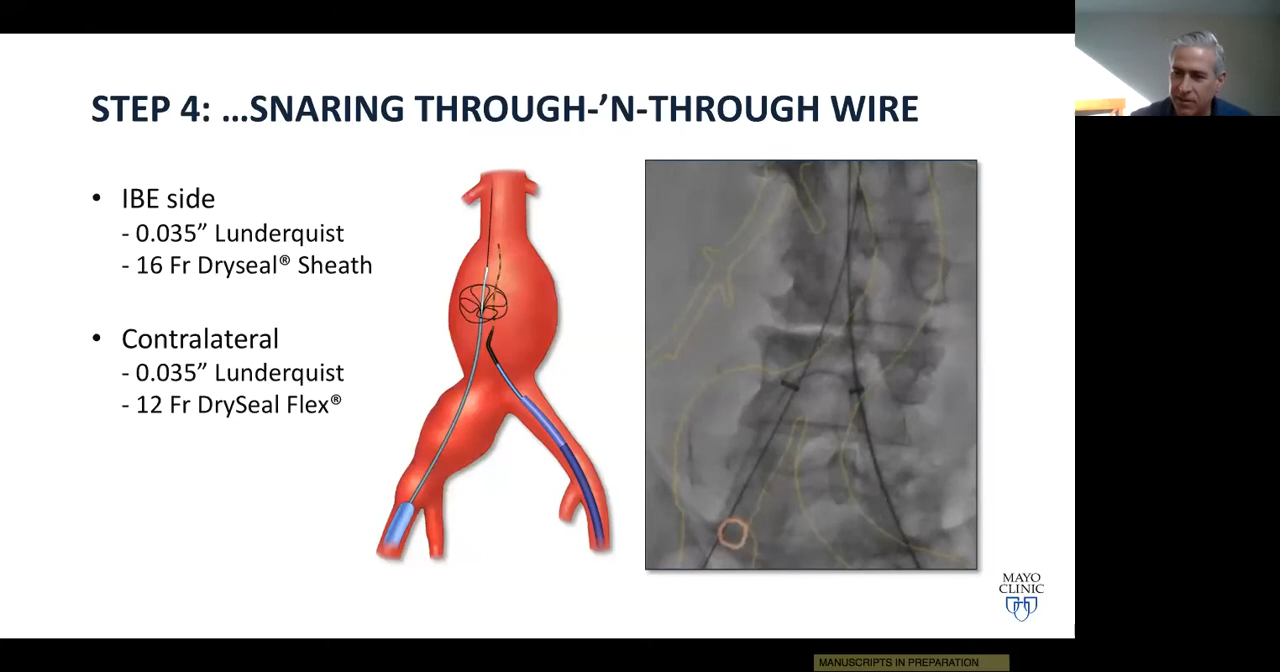 STEP 4: …SNARING THROUGH-’N-THROUGH WIRE
• IBE side
- 0.035” Lunderquist
- 16 Fr Dryseal® Sheath
• Contralateral
- 0.035” Lunderquist
- 12 Fr DrySeal Flex®
MAYO
CLINIC
MANUSCRIPTS IN PREPARATION